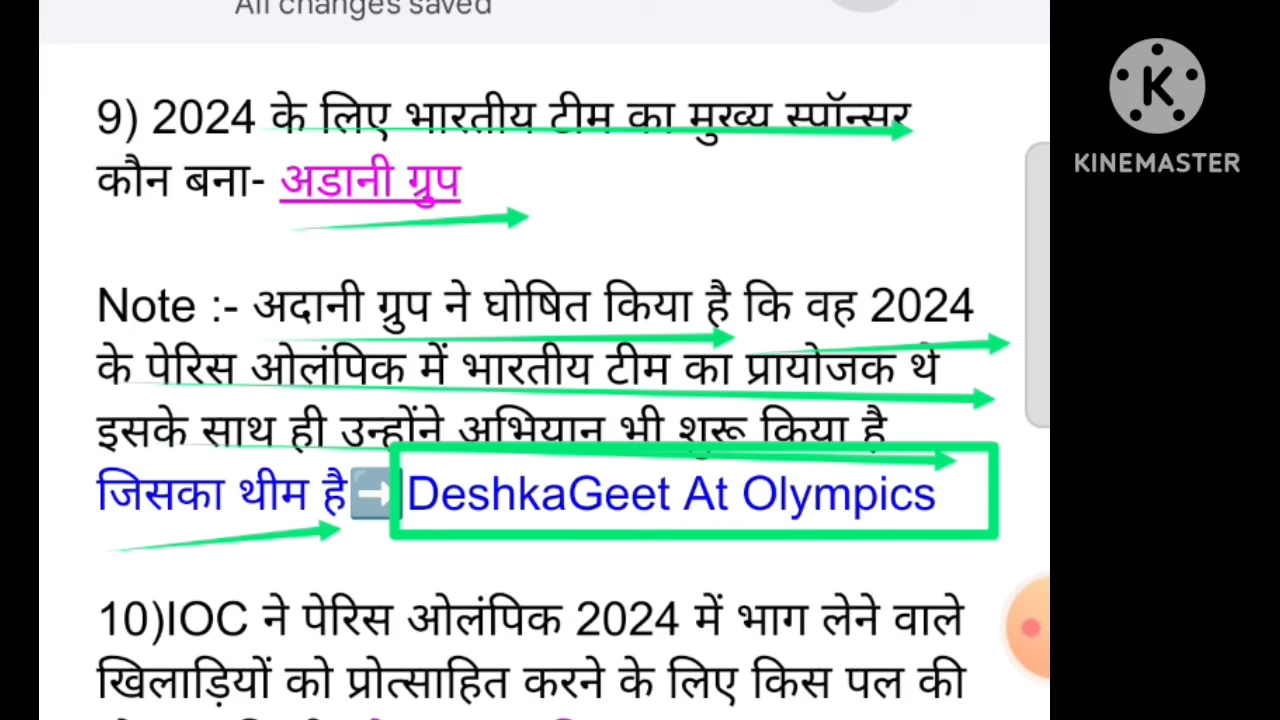 All changes saved
KINEMASTER
9) 2024 के लिए भारतीय टीम का मुख्य स्पॉन्सर
कौन बना- अडानी ग्रुप
Note :- अदानी ग्रुप ने घोषित किया है कि वह 2024
के पेरिस ओलंपिक में भारतीय टीम का प्रायोजक थे
इसके साथ ही उन्होंने अभियान भी शुरू किया है
जिसका थीम है➡️DeshkaGeet At Olympics
10)IOC ने पेरिस ओलंपिक 2024 में भाग लेने वाले
खिलाड़ियों को प्रोत्साहित करने के लिए किस पल की